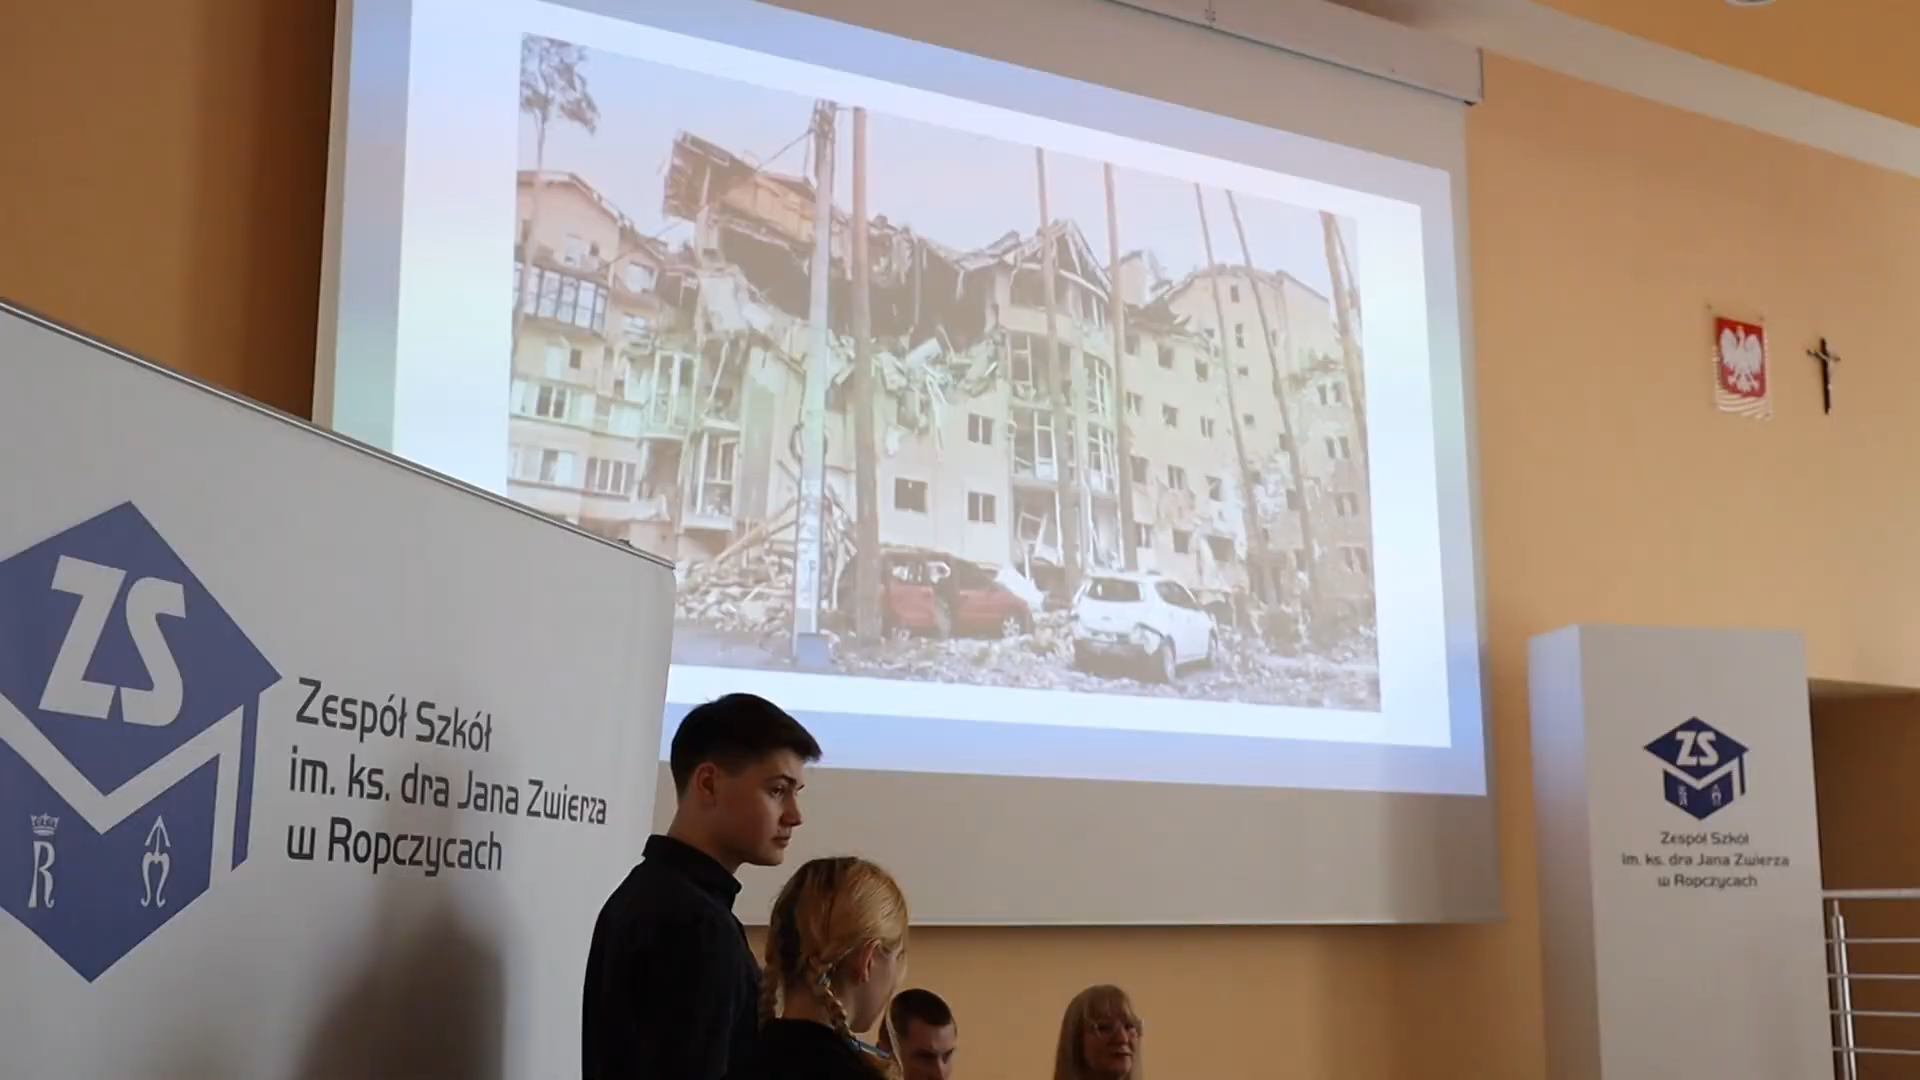 ZS
Zespół Szkół
im. ks. dra Jana Zwierza
w Ropczycach
R
ZS
Zespół Szkół
im. ks. dra Jana Zwierza
w Ropczycach